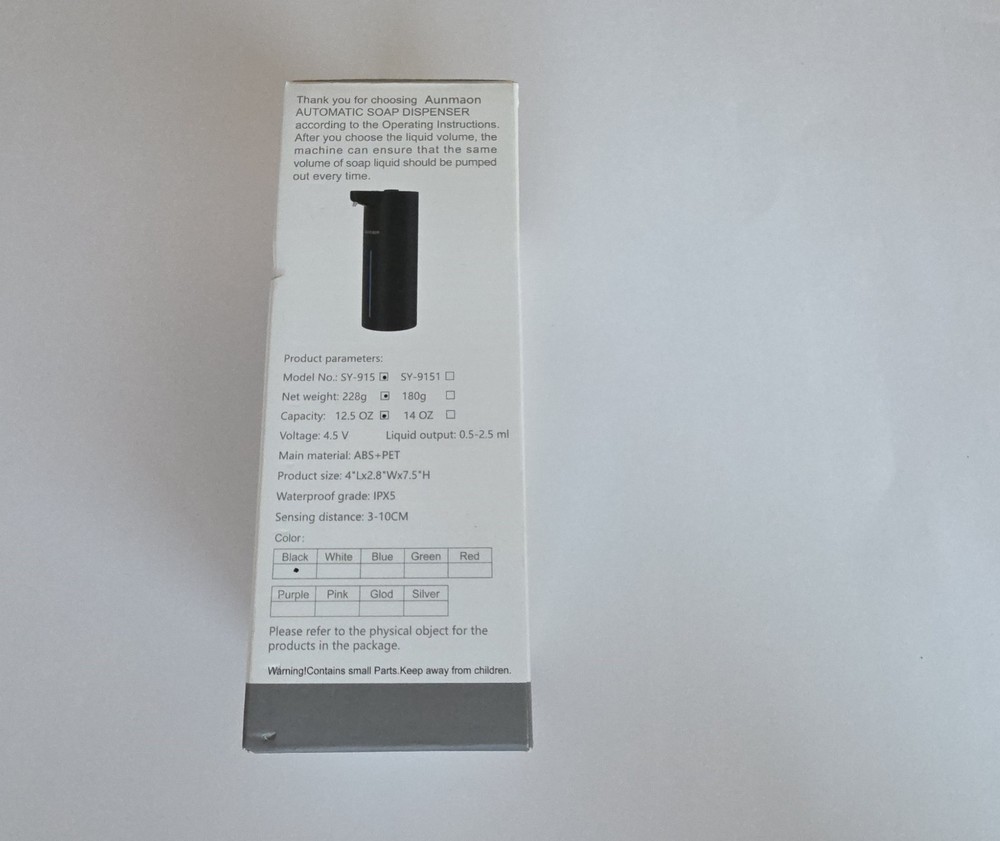 Thank you for choosing Aunmaon
AUTOMATIC SOAP DISPENSER
according to the Operating Instructions.
After you choose the liquid volume, the
machine can ensure that the same
volume of soap liquid should be pumped
out every time.
Product parameters:
Model No.: SY-915 SY-9151
Net weight: 228g 180g
Capacity: 12.5 OZ 14 OZ
Voltage: 4.5 V Liquid output: 0.5-2.5 ml
Main material: ABS+PET
Product size: 4"Lx2.8"Wx7.5"H
Waterproof grade: IPX5
Sensing distance: 3-10CM
Color:
Black White Blue Green Red
Purple Pink Glod Silver
Please refer to the physical object for the
products in the package.
Warning!Contains small Parts.Keep away from children.